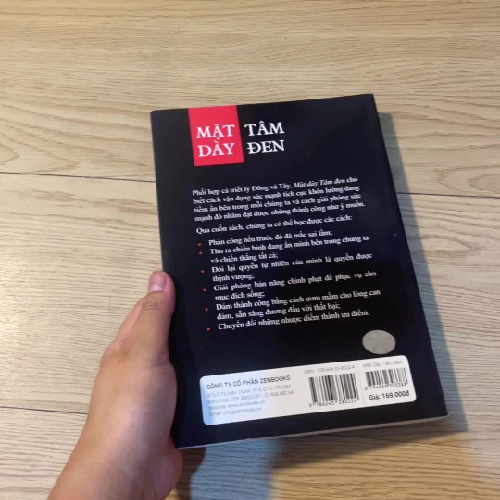 MẶT TÂM
DÀY ĐEN
Phối hợp cả triết lý Đông và Tây, Mặt dày Tâm đen cho
biết cách vận dụng sức mạnh tích cực khôn lường đang
tiềm ẩn bên trong mỗi chúng ta và cách giải phóng sức
mạnh đó nhằm đạt được những thành công như ý muốn.
Qua cuốn sách, chúng ta có thể học được các cách:
Phản công nếu trước đó đã mắc sai lầm;
Thu ra chiến binh đang ẩn mình bên trong chúng ta
và chiến thắng tất cả;
Đòi lại quyền tự nhiên của mình là quyền được
thịnh vượng;
Giải phóng bản năng chinh phạt để phục vụ cho
mục đích sống;
Dám thành công bằng cách ươm mầm cho lòng can
đảm, sẵn sàng đương đầu với thất bại;
Chuyển đổi những nhược điểm thành ưu điểm.
CÔNG TY CỔ PHẦN ZENBOOKS
ISBN:
Mặt Dày
Giá: 169.000đ